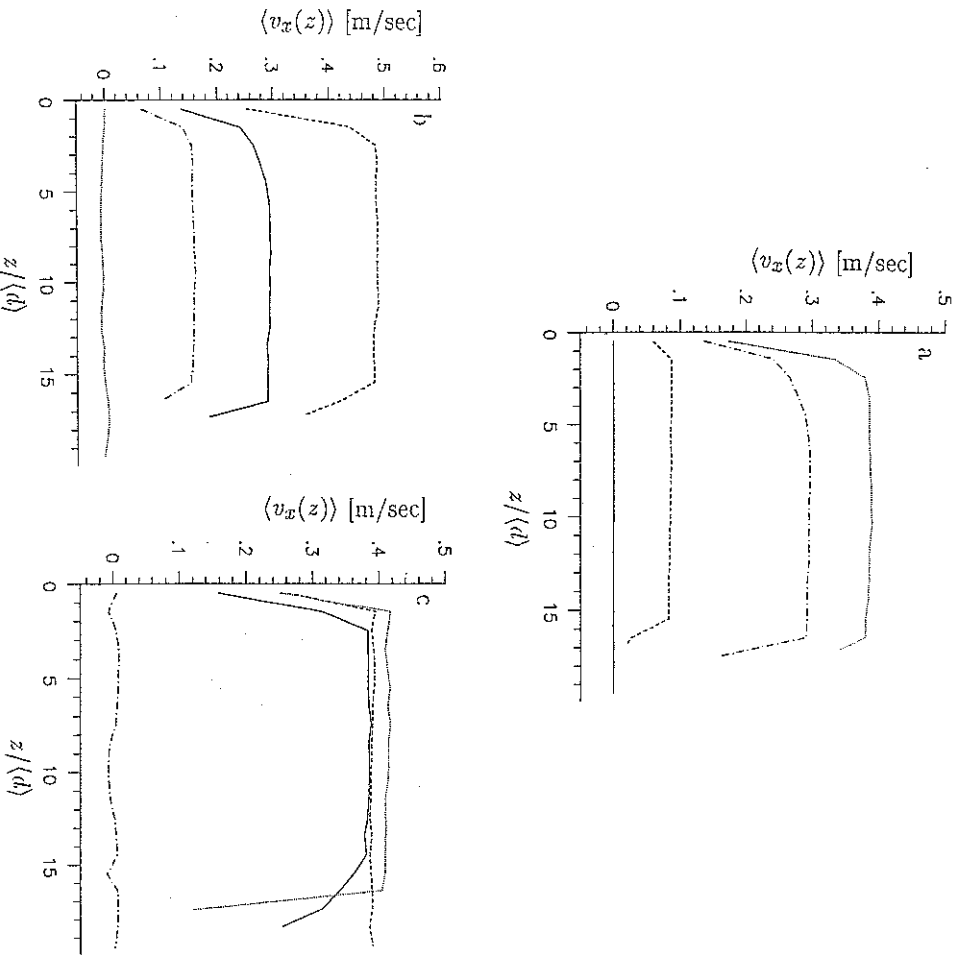 ⟨v_x(z)⟩ [m/sec]
0 .1 .2 .3 .4 .5
a
0 5 10 15
z/⟨d⟩
⟨v_x(z)⟩ [m/sec]
0 .1 .2 .3 .4 .5 .6
b
0 5 10 15
z/⟨d⟩
⟨v_x(z)⟩ [m/sec]
0 .1 .2 .3 .4 .5
c
0 5 10 15
z/⟨d⟩